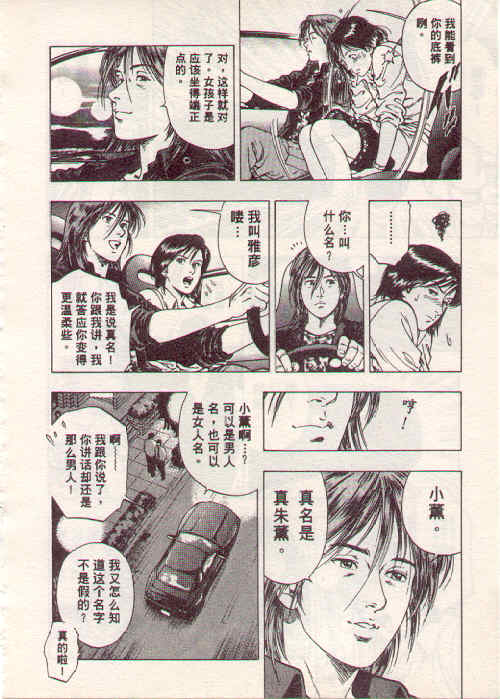 我能看到
你的底裤
咧。
对，这样就对
了。女孩子是
应该坐得端正
点的。
………
你…叫
什么名？
我叫雅彦
喽…
我是说真名！
你跟我讲，我
就答应你变得
更温柔些。
哼！
小薰。
真名是
真朱薰。
小薰啊…？
可以是男人
名，也可以
是女人名。
啊……
我跟你说了，
你讲话却还是
那么男人！
我又怎么知
道这个名字
不是假的？
真的啦！